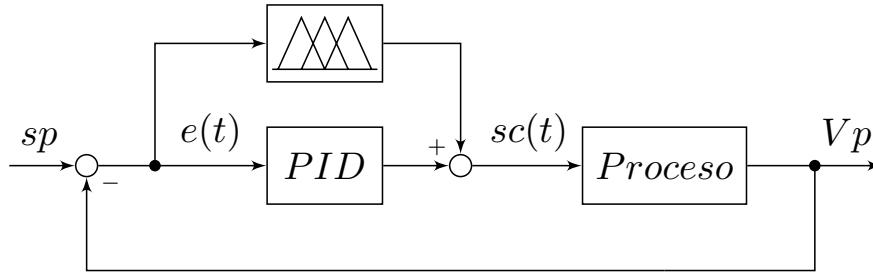 sp
e(t)
PID
+
sc(t)
Proceso
Vp
−